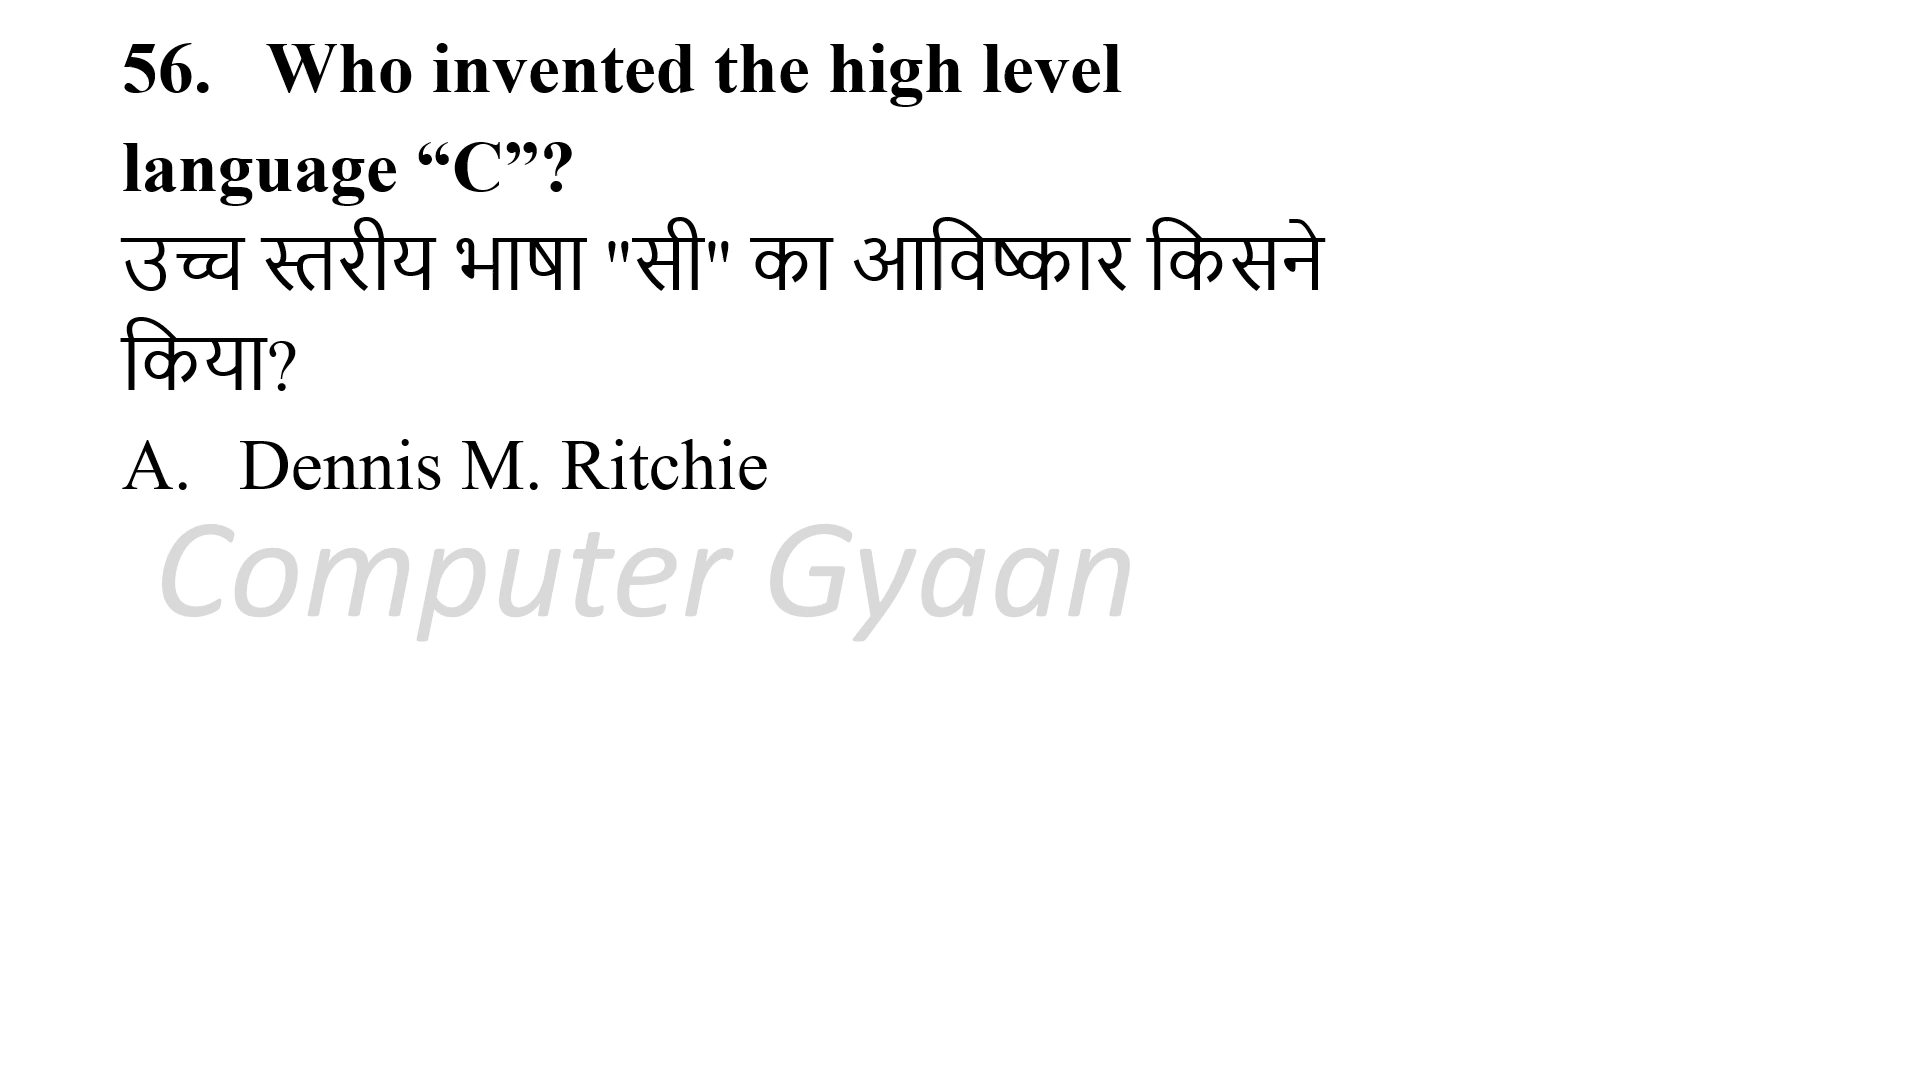 56. Who invented the high level
language “C”?
उच्च स्तरीय भाषा "सी" का आविष्कार किसने
किया?
A. Dennis M. Ritchie
Computer Gyaan